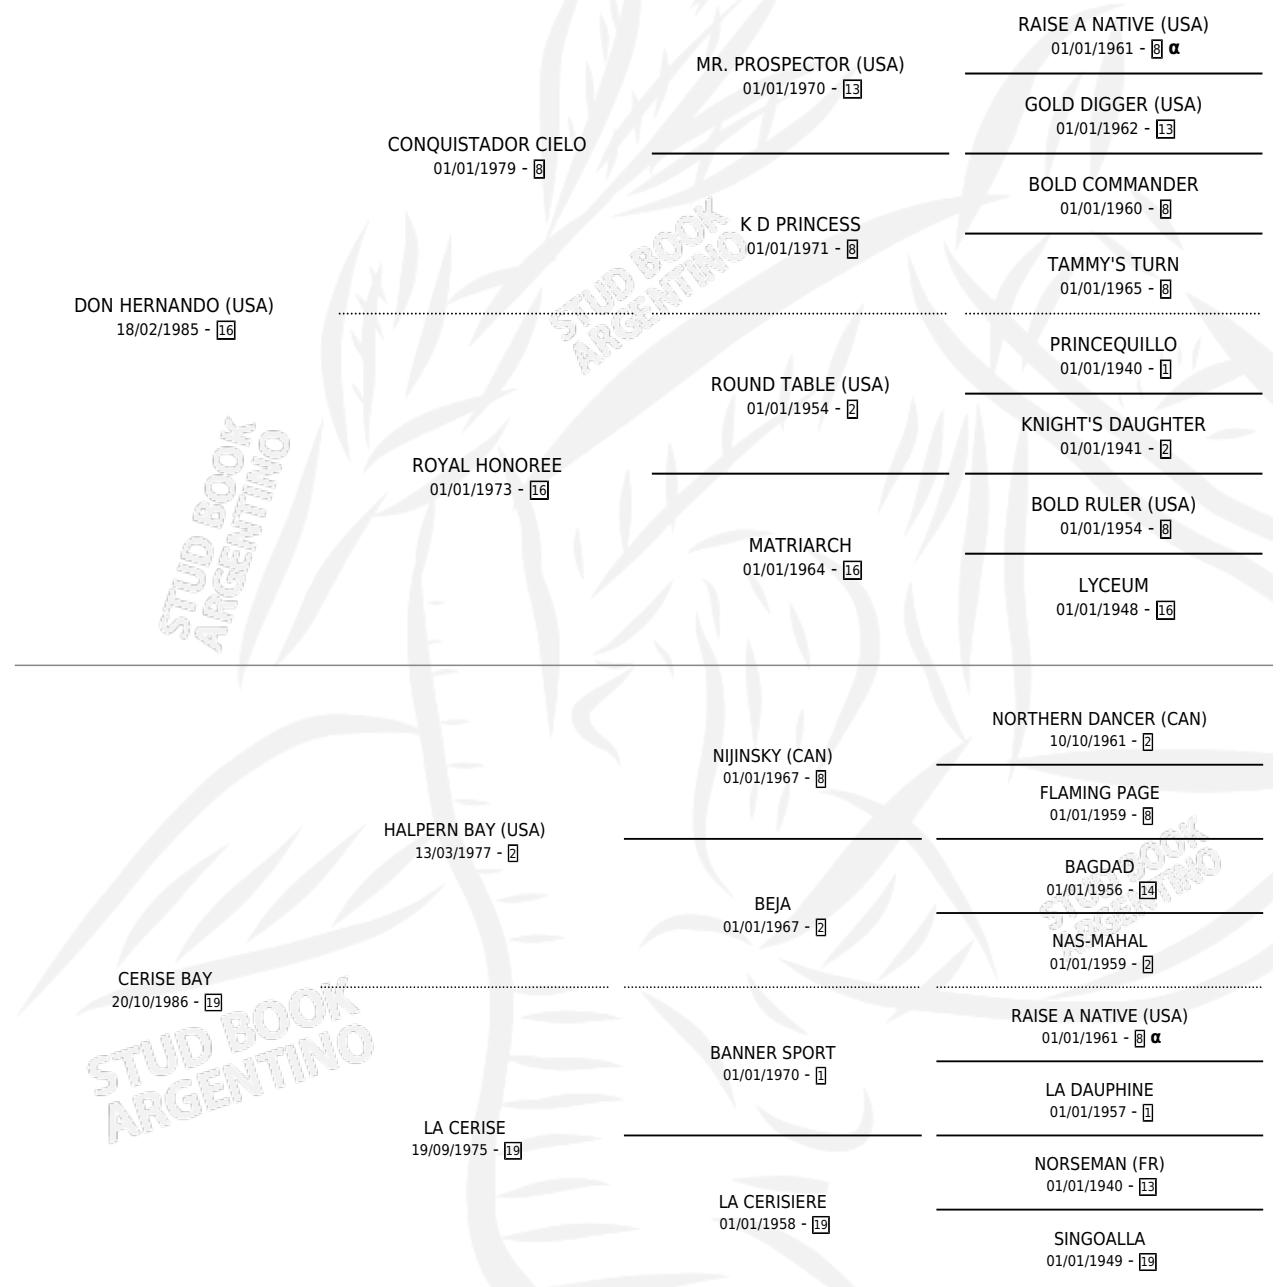 RAISE A NATIVE (USA)
01/01/1961 - 8 α
MR. PROSPECTOR (USA)
01/01/1970 - 13
GOLD DIGGER (USA)
01/01/1962 - 13
CONQUISTADOR CIELO
01/01/1979 - 8
BOLD COMMANDER
01/01/1960 - 8
K D PRINCESS
01/01/1971 - 8
TAMMY'S TURN
01/01/1965 - 8
DON HERNANDO (USA)
18/02/1985 - 16
PRINCEQUILLO
01/01/1940 - 1
ROUND TABLE (USA)
01/01/1954 - 2
KNIGHT'S DAUGHTER
01/01/1941 - 2
ROYAL HONOREE
01/01/1973 - 16
BOLD RULER (USA)
01/01/1954 - 8
MATRIARCH
01/01/1964 - 16
LYCEUM
01/01/1948 - 16
STUD BOOK
ARGENTINO
STUD BOOK
ARGENTINO
NORTHERN DANCER (CAN)
10/10/1961 - 2
NIJINSKY (CAN)
01/01/1967 - 8
FLAMING PAGE
01/01/1959 - 8
HALPERN BAY (USA)
13/03/1977 - 2
BAGDAD
01/01/1956 - 14
BEJA
01/01/1967 - 2
NAS-MAHAL
01/01/1959 - 2
CERISE BAY
20/10/1986 - 19
RAISE A NATIVE (USA)
01/01/1961 - 8 α
BANNER SPORT
01/01/1970 - 1
LA DAUPHINE
01/01/1957 - 1
LA CERISE
19/09/1975 - 19
NORSEMAN (FR)
01/01/1940 - 13
LA CERISIERE
01/01/1958 - 19
SINGOALLA
01/01/1949 - 19
STUD BOOK
ARGENTINO
STUD BOOK
ARGENTINO